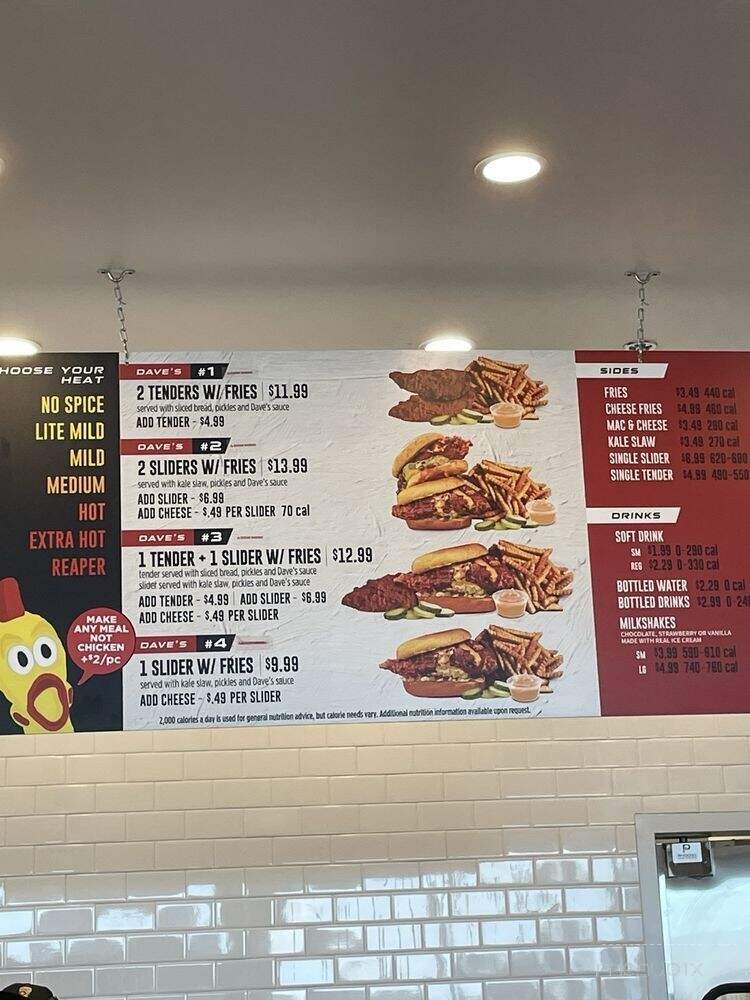 HOOSE YOUR
HEAT
NO SPICE
LITE MILD
MILD
MEDIUM
HOT
EXTRA HOT
REAPER
MAKE
ANY MEAL
NOT
CHICKEN
+$2/pc
DAVE'S #1
2 TENDERS W/ FRIES | $11.99
served with sliced bread, pickles and Dave's sauce
ADD TENDER - $4.99
DAVE'S #2
2 SLIDERS W/ FRIES | $13.99
served with kale slaw, pickles and Dave's sauce
ADD SLIDER - $6.99
ADD CHEESE - $.49 PER SLIDER 70 cal
DAVE'S #3
1 TENDER + 1 SLIDER W/ FRIES | $12.99
tender served with sliced bread, pickles and Dave's sauce
slider served with kale slaw, pickles and Dave's sauce
ADD TENDER - $4.99 | ADD SLIDER - $6.99
ADD CHEESE - $.49 PER SLIDER
DAVE'S #4
1 SLIDER W/ FRIES | $9.99
served with kale slaw, pickles and Dave's sauce
ADD CHEESE - $.49 PER SLIDER
2,000 calories a day is used for general nutrition advice, but calorie needs vary. Additional nutrition information available upon request.
SIDES
FRIES $3.49 440 cal
CHEESE FRIES $4.99 480 cal
MAC & CHEESE $3.49 280 cal
KALE SLAW $3.49 270 cal
SINGLE SLIDER $6.99 620-690
SINGLE TENDER $4.99 490-550
DRINKS
SOFT DRINK
SM $1.99 0-280 cal
REG $2.29 0-330 cal
BOTTLED WATER $2.29 0 cal
BOTTLED DRINKS $2.99 0-24
MILKSHAKES
CHOCOLATE, STRAWBERRY OR VANILLA
MADE WITH REAL ICE CREAM
SM $3.99 590-610 cal
LG $4.99 740-760 cal